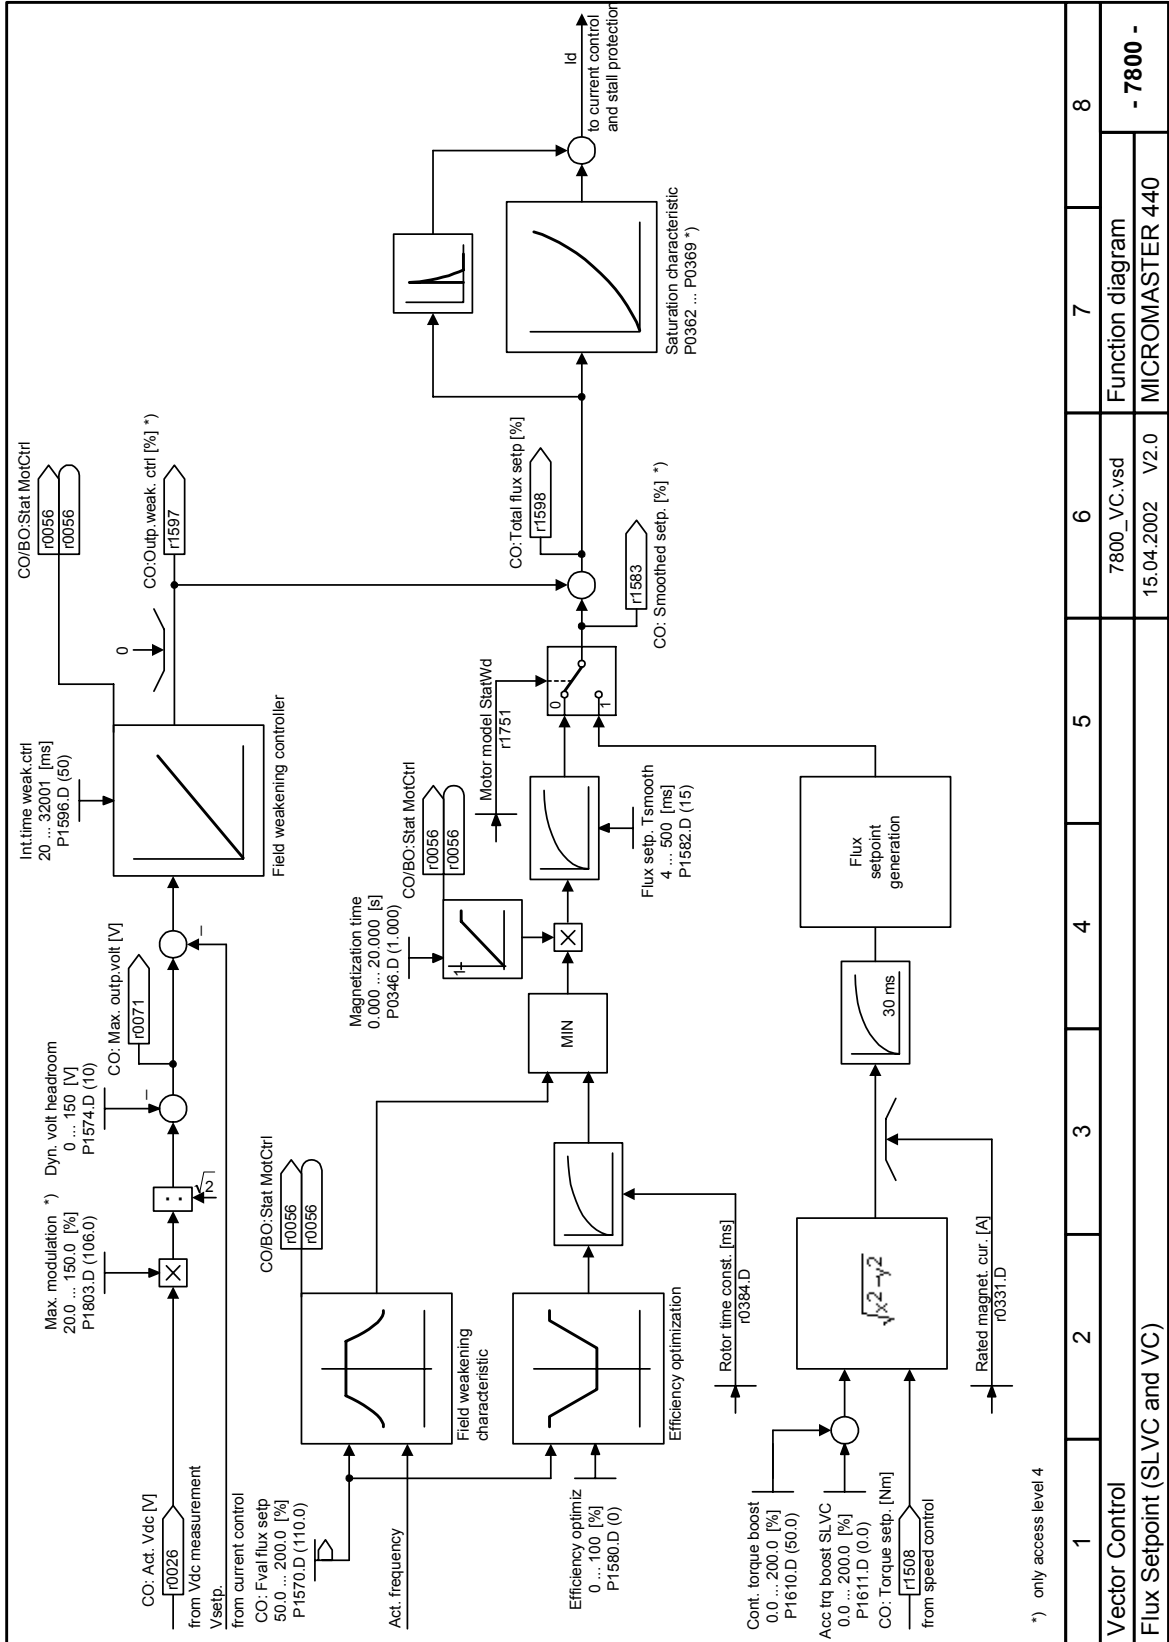 CO: Act. Vdc [V]
r0026
from Vdc measurement
Vsetp.
from current control
Max. modulation *)
20.0 ... 150.0 [%]
P1803.D (106.0)
√2
Dyn. volt headroom
0 ... 150 [V]
P1574.D (10)
–
CO: Max. outp.volt [V]
r0071
–
Int.time weak.ctrl
20 ... 32001 [ms]
P1596.D (50)
Field weakening controller
0
CO/BO:Stat MotCtrl
r0056
r0056
CO:Outp.weak. ctrl [%] *)
r1597
CO: Fval flux setp
50.0 ... 200.0 [%]
P1570.D (110.0)
Act. frequency
Field weakening
characteristic
CO/BO:Stat MotCtrl
r0056
r0056
Efficiency optimiz
0 ... 100 [%]
P1580.D (0)
Efficiency optimization
Rotor time const. [ms]
r0384.D
MIN
Magnetization time
0.000 ... 20.000 [s]
P0346.D (1.000)
1
CO/BO:Stat MotCtrl
r0056
r0056
Flux setp. Tsmooth
4 ... 500 [ms]
P1582.D (15)
Motor model StatWd
r1751
0
1
CO: Smoothed setp. [%] *)
r1583
CO:Total flux setp [%]
r1598
Saturation characteristic
P0362 ... P0369 *)
Id
to current control
and stall protection
Cont. torque boost
0.0 ... 200.0 [%]
P1610.D (50.0)
Acc trq boost SLVC
0.0 ... 200.0 [%]
P1611.D (0.0)
CO: Torque setp. [Nm]
r1508
from speed control
√x2–y2
Rated magnet. cur. [A]
r0331.D
30 ms
Flux
setpoint
generation
*) only access level 4
1 2 3 4 5 6 7 8
Vector Control
7800_VC.vsd
Function diagram
- 7800 -
Flux Setpoint (SLVC and VC)
15.04.2002 V2.0
MICROMASTER 440